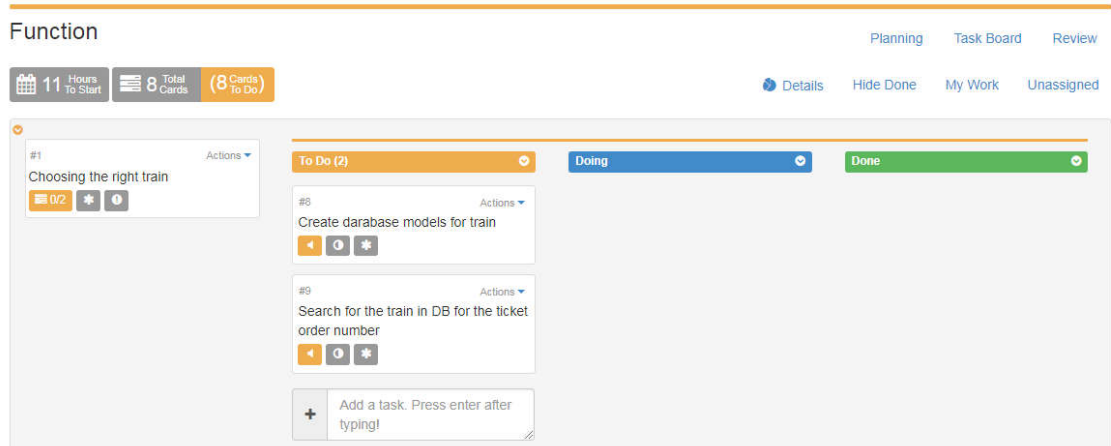 Function
Planning Task Board Review
11 Hours To Start 8 Total Cards (8 Cards To Do)
Details Hide Done My Work Unassigned
#1 Actions
Choosing the right train
0/2
To Do (2) Doing Done
#8 Actions
Create darabase models for train
#9 Actions
Search for the train in DB for the ticket
order number
Add a task. Press enter after
typing!